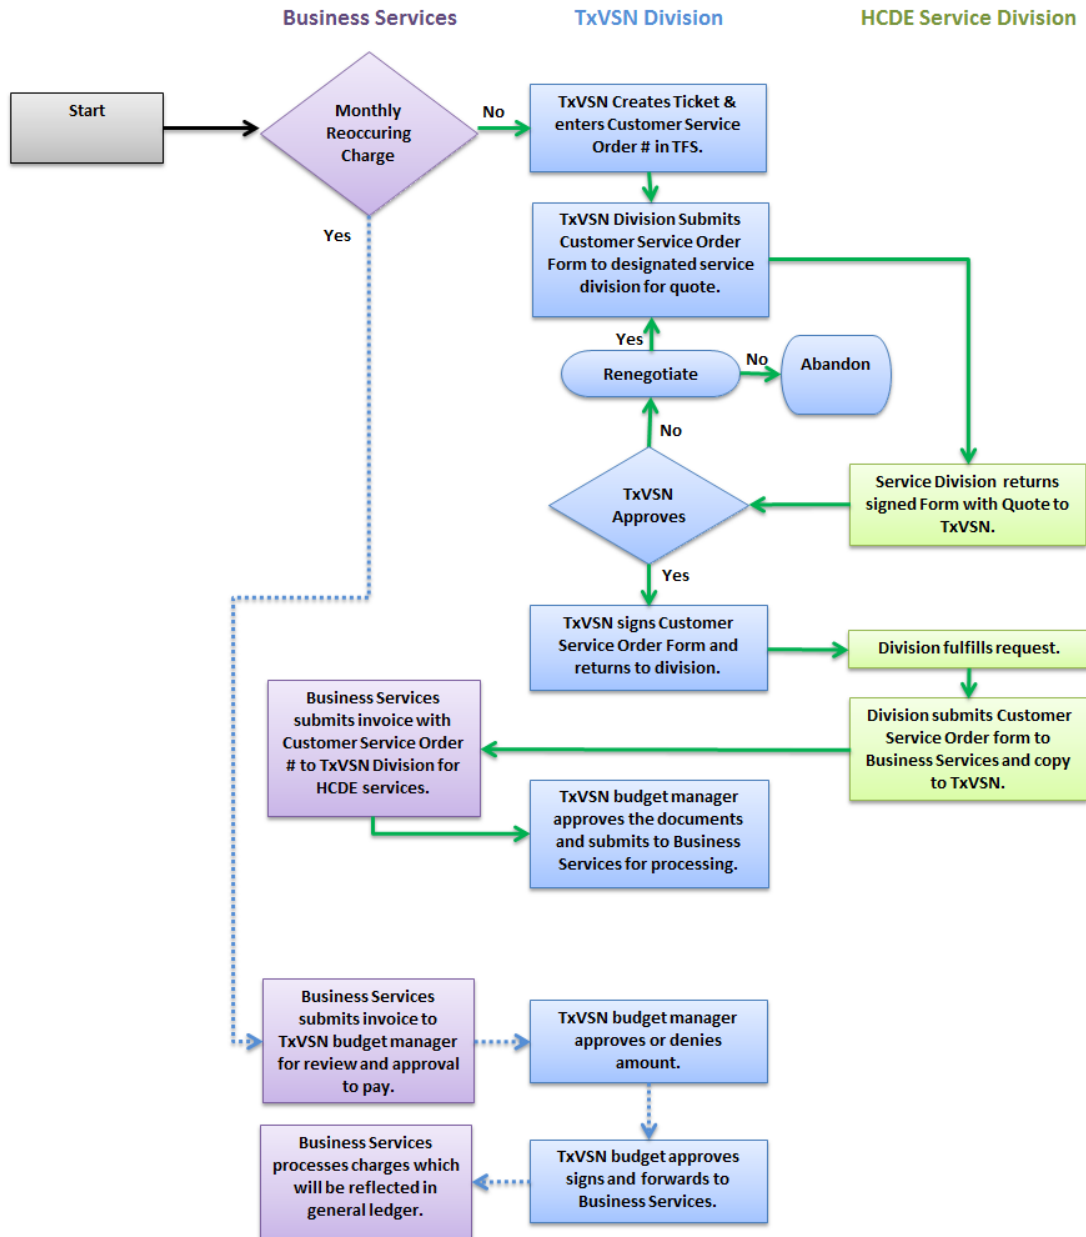 Business Services
TxVSN Division
HCDE Service Division
Start
Monthly
Reoccuring
Charge
No
TxVSN Creates Ticket &
enters Customer Service
Order # in TFS.
Yes
TxVSN Division Submits
Customer Service Order
Form to designated service
division for quote.
Yes
Renegotiate
No
Abandon
No
TxVSN
Approves
Service Division returns
signed Form with Quote to
TxVSN.
Yes
TxVSN signs Customer
Service Order Form and
returns to division.
Division fulfills request.
Business Services
submits invoice with
Customer Service Order
# to TxVSN Division for
HCDE services.
Division submits Customer
Service Order form to
Business Services and copy
to TxVSN.
TxVSN budget manager
approves the documents
and submits to Business
Services for processing.
Business Services
submits invoice to
TxVSN budget manager
for review and approval
to pay.
TxVSN budget manager
approves or denies
amount.
Business Services
processes charges which
will be reflected in
general ledger.
TxVSN budget approves
signs and forwards to
Business Services.